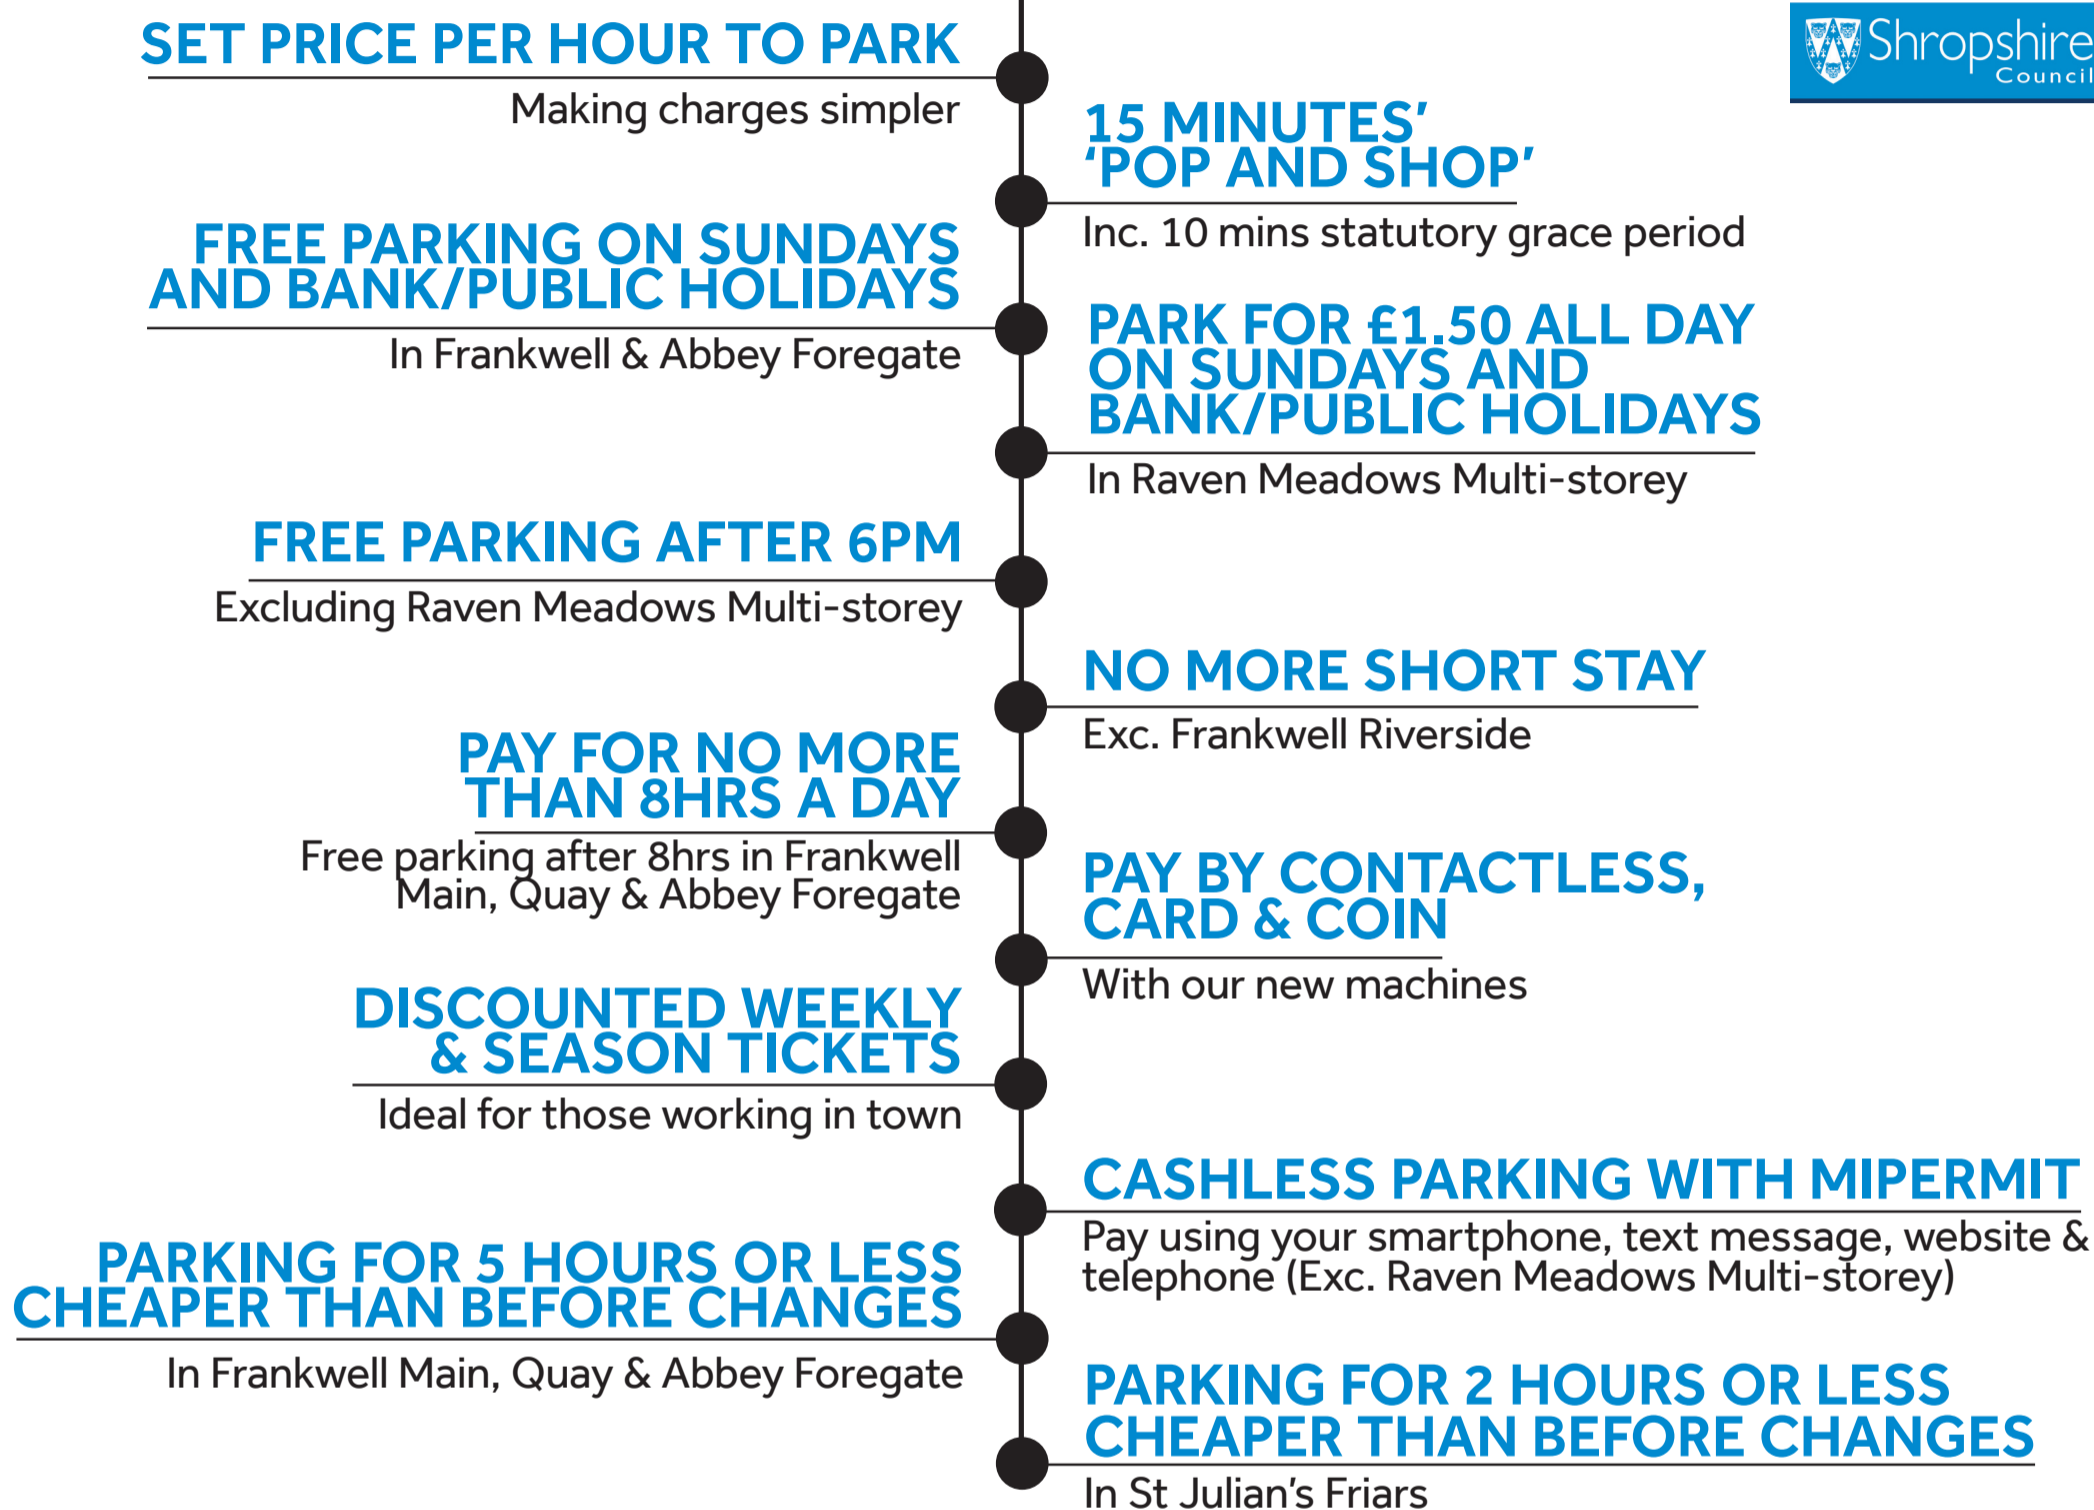 SET PRICE PER HOUR TO PARK
Making charges simpler
Shropshire
Council
15 MINUTES'
'POP AND SHOP'
Inc. 10 mins statutory grace period
FREE PARKING ON SUNDAYS
AND BANK/PUBLIC HOLIDAYS
In Frankwell & Abbey Foregate
PARK FOR £1.50 ALL DAY
ON SUNDAYS AND
BANK/PUBLIC HOLIDAYS
In Raven Meadows Multi-storey
FREE PARKING AFTER 6PM
Excluding Raven Meadows Multi-storey
NO MORE SHORT STAY
Exc. Frankwell Riverside
PAY FOR NO MORE
THAN 8HRS A DAY
Free parking after 8hrs in Frankwell
Main, Quay & Abbey Foregate
PAY BY CONTACTLESS,
CARD & COIN
With our new machines
DISCOUNTED WEEKLY
& SEASON TICKETS
Ideal for those working in town
CASHLESS PARKING WITH MIPERMIT
Pay using your smartphone, text message, website &
telephone (Exc. Raven Meadows Multi-storey)
PARKING FOR 5 HOURS OR LESS
CHEAPER THAN BEFORE CHANGES
In Frankwell Main, Quay & Abbey Foregate
PARKING FOR 2 HOURS OR LESS
CHEAPER THAN BEFORE CHANGES
In St Julian's Friars